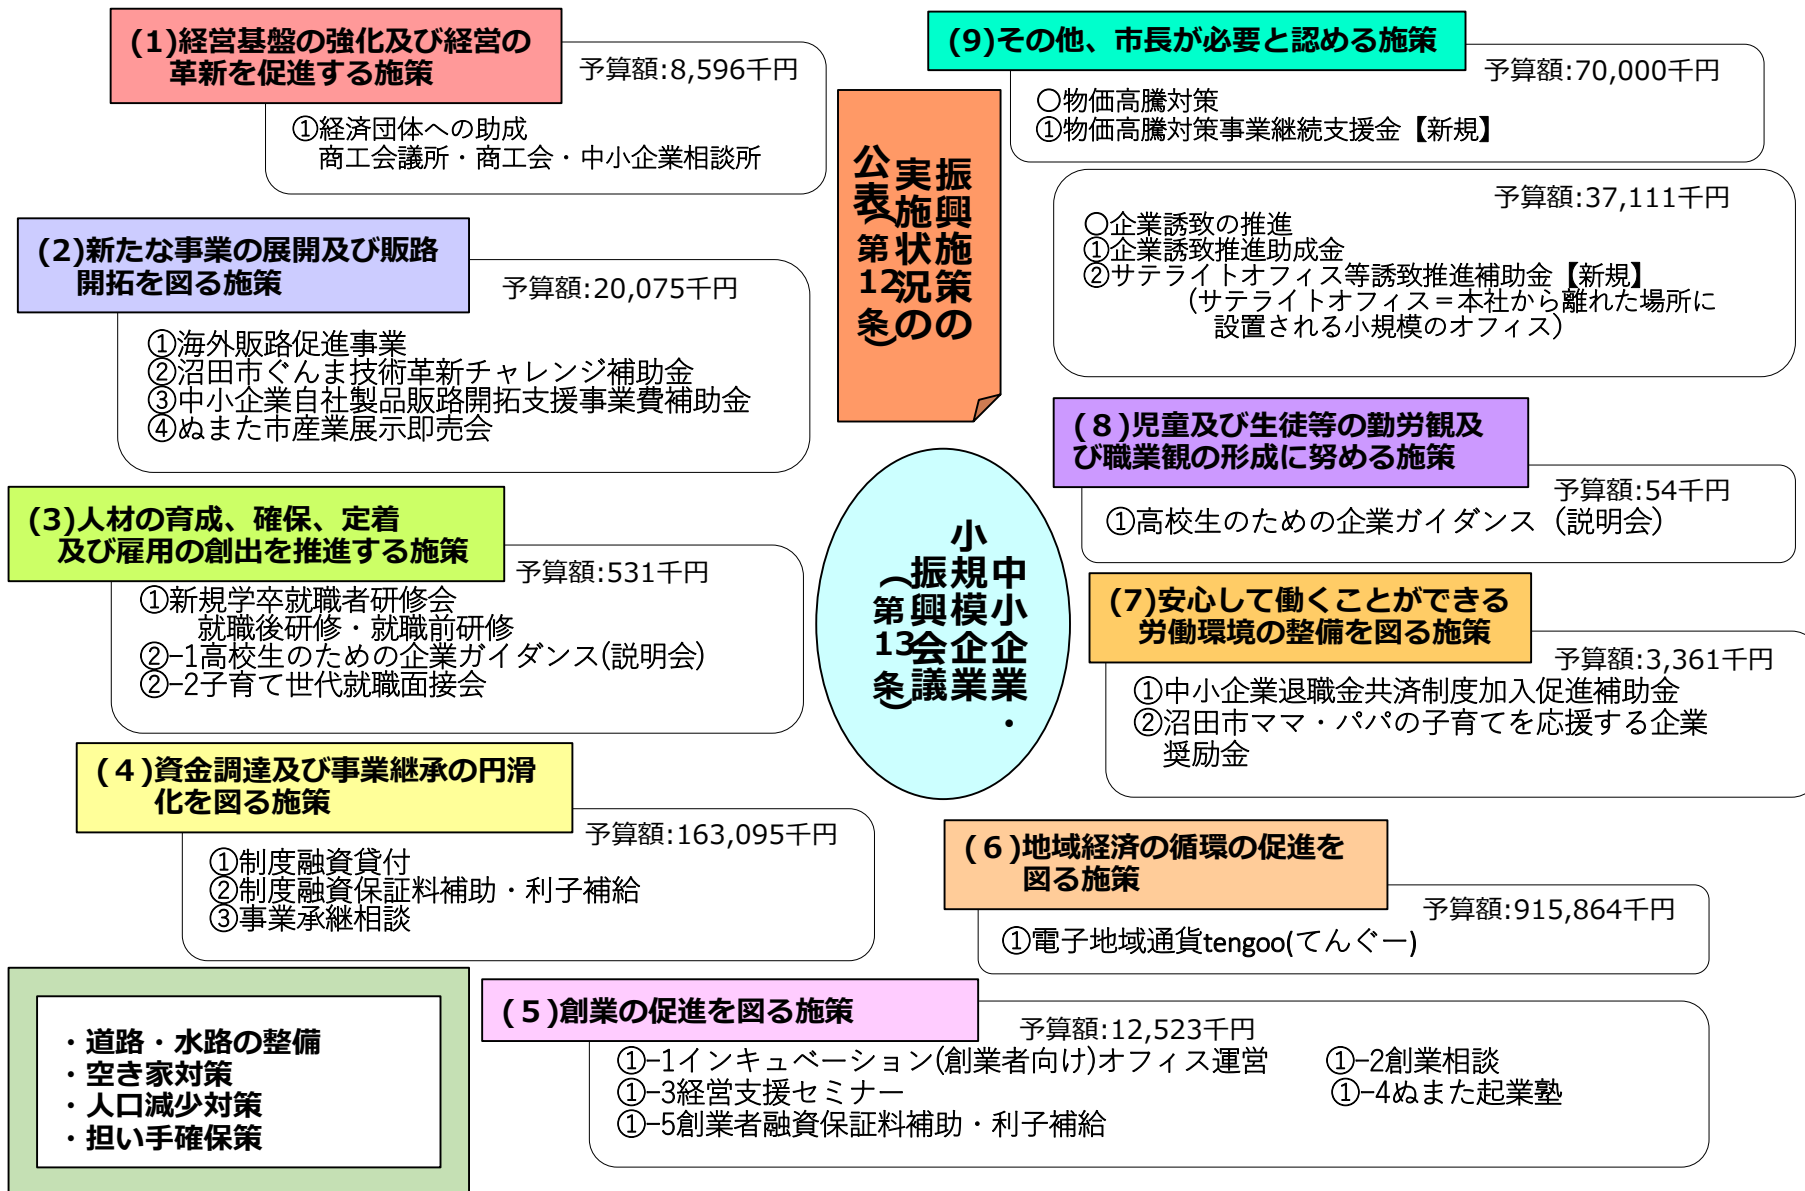 (1)経営基盤の強化及び経営の
革新を促進する施策
予算額:8,596千円
①経済団体への助成
商工会議所・商工会・中小企業相談所
(2)新たな事業の展開及び販路
開拓を図る施策
予算額:20,075千円
①海外販路促進事業
②沼田市ぐんま技術革新チャレンジ補助金
③中小企業自社製品販路開拓支援事業費補助金
④ぬまた市産業展示即売会
(3)人材の育成、確保、定着
及び雇用の創出を推進する施策
予算額:531千円
①新規学卒就職者研修会
就職後研修・就職前研修
②-1高校生のための企業ガイダンス(説明会)
②-2子育て世代就職面接会
(４)資金調達及び事業継承の円滑
化を図る施策
予算額:163,095千円
①制度融資貸付
②制度融資保証料補助・利子補給
③事業承継相談
・道路・水路の整備
・空き家対策
・人口減少対策
・担い手確保策
(５)創業の促進を図る施策
予算額:12,523千円
①-1インキュベーション(創業者向け)オフィス運営　①-2創業相談
①-3経営支援セミナー　①-4ぬまた起業塾
①-5創業者融資保証料補助・利子補給
(６)地域経済の循環の促進を
図る施策
予算額:915,864千円
①電子地域通貨tengoo(てんぐー)
(7)安心して働くことができる
労働環境の整備を図る施策
予算額:3,361千円
①中小企業退職金共済制度加入促進補助金
②沼田市ママ・パパの子育てを応援する企業
奨励金
(８)児童及び生徒等の勤労観及
び職業観の形成に努める施策
予算額:54千円
①高校生のための企業ガイダンス（説明会）
(9)その他、市長が必要と認める施策
予算額:70,000千円
〇物価高騰対策
①物価高騰対策事業継続支援金【新規】
予算額:37,111千円
〇企業誘致の推進
①企業誘致推進助成金
②サテライトオフィス等誘致推進補助金【新規】
(サテライトオフィス＝本社から離れた場所に
設置される小規模のオフィス）
振興施策の
実施状況の
公表（第12条）
中小企業・
小規模企業
振興会議
（第13条）